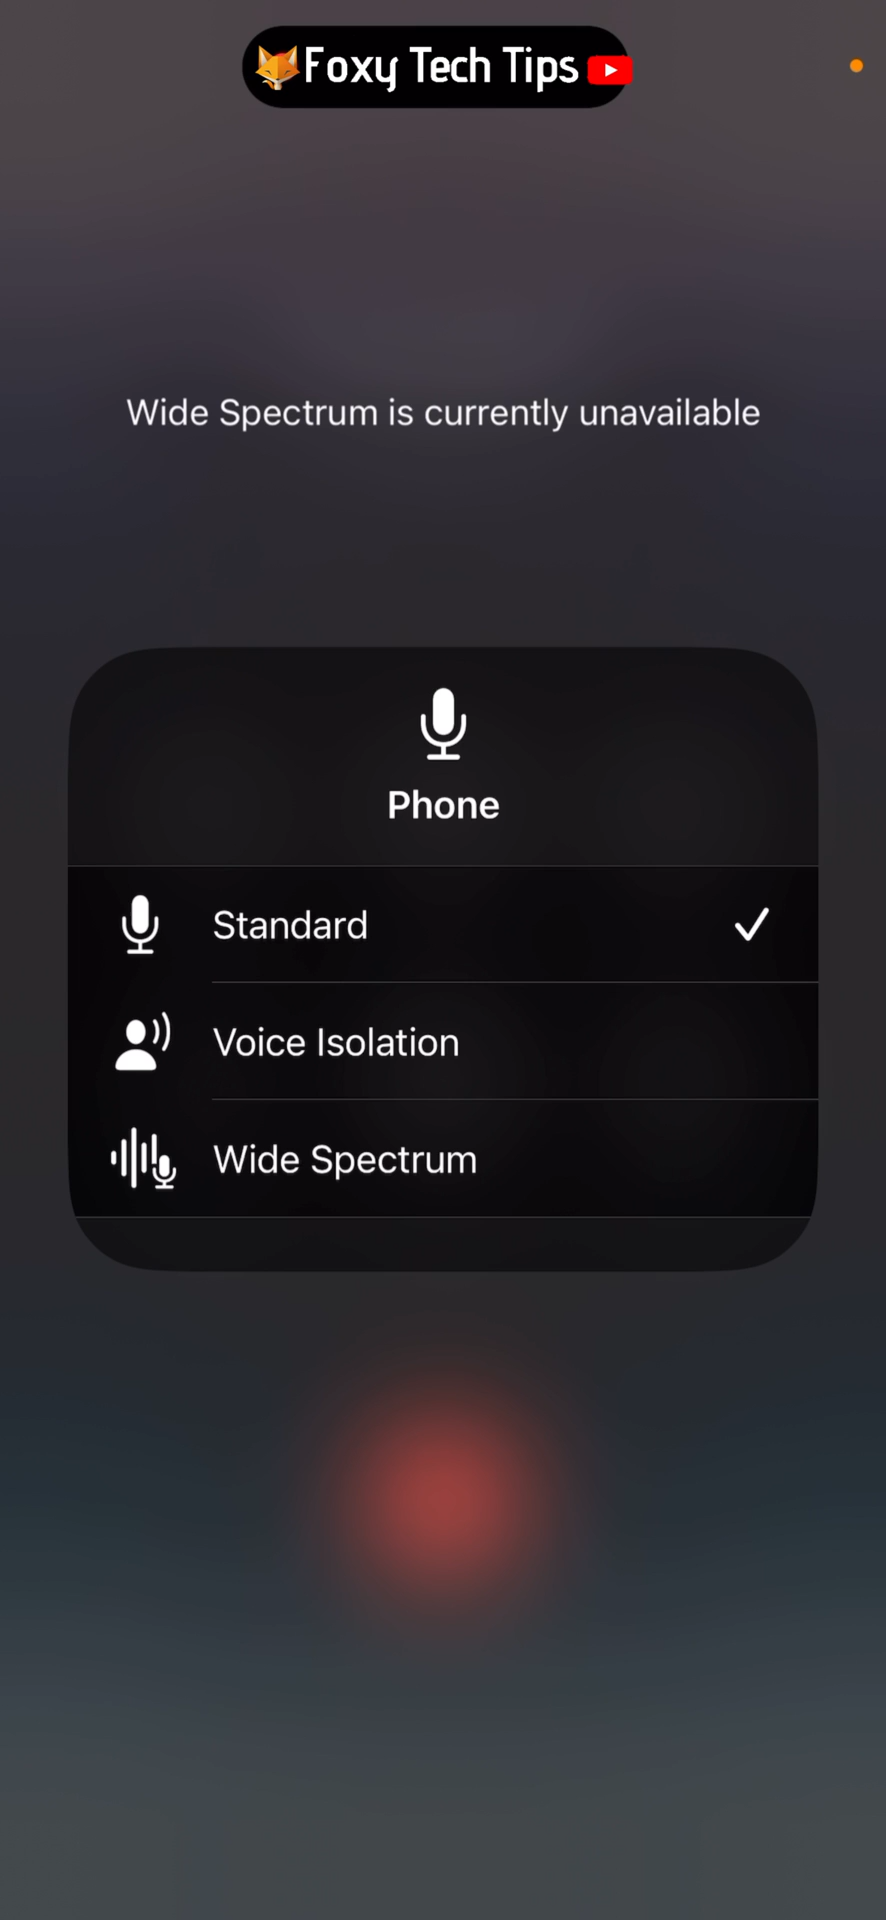 Foxy Tech Tips
Wide Spectrum is currently unavailable
Phone
Standard
Voice Isolation
Wide Spectrum